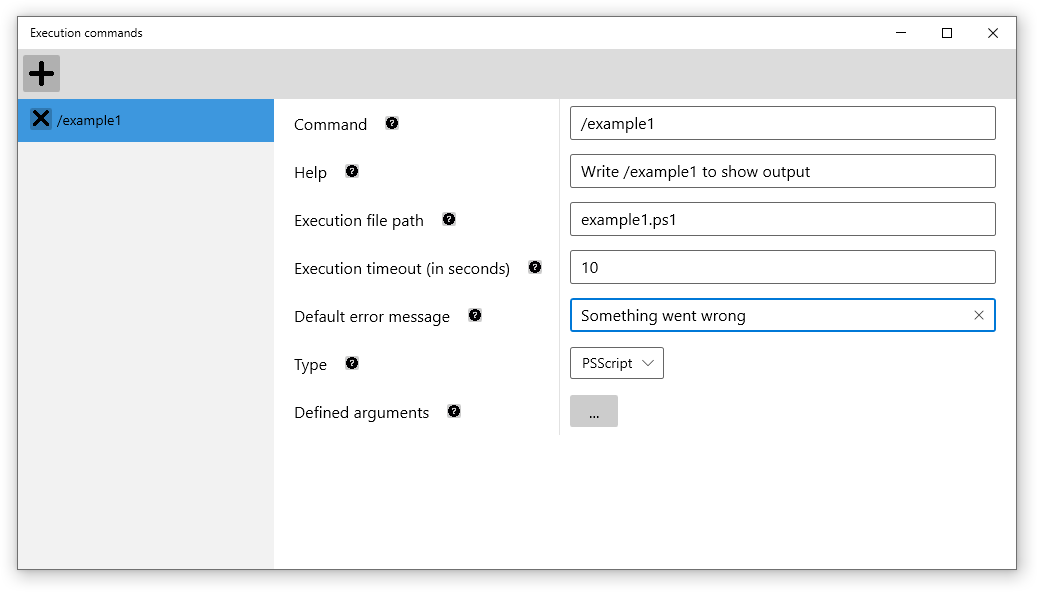 Execution commands
/example1
Command ?
/example1
Help ?
Write /example1 to show output
Execution file path ?
example1.ps1
Execution timeout (in seconds) ?
10
Default error message ?
Something went wrong
Type ?
PSScript
Defined arguments ?
...